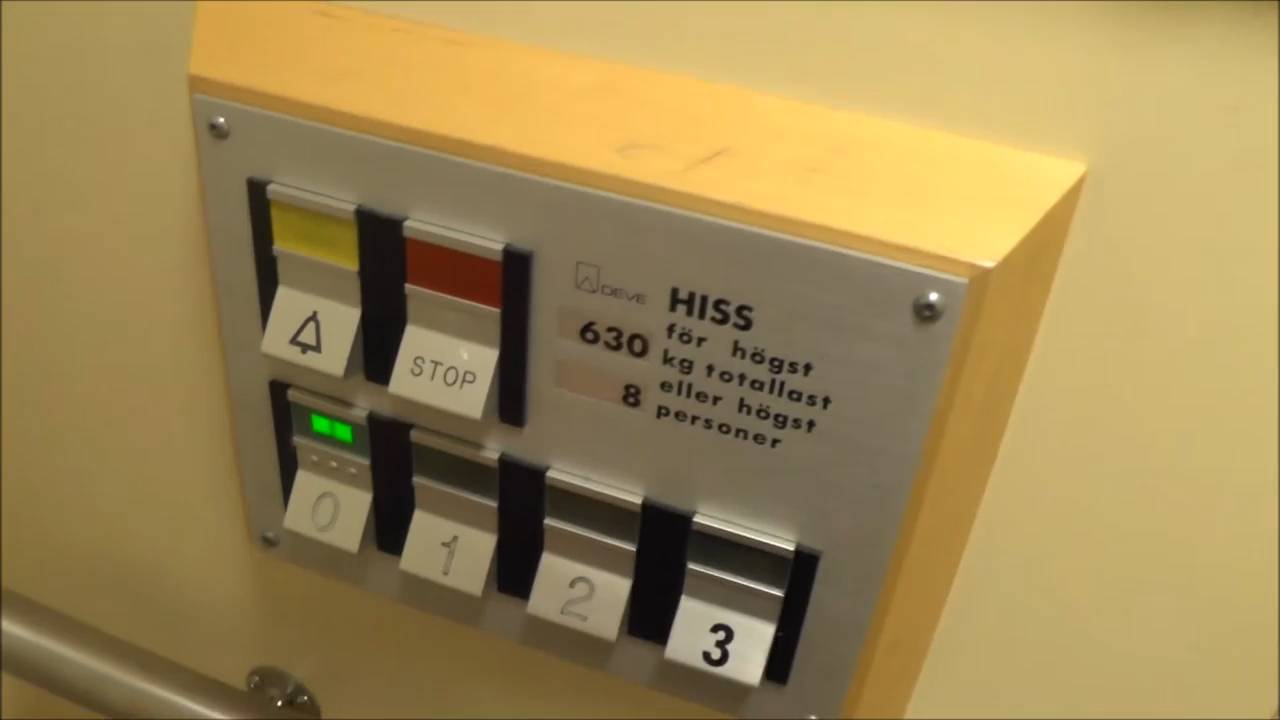 DEVE
HISS
för högst
630 kg totallast
eller högst
8 personer
STOP
0
1
2
3